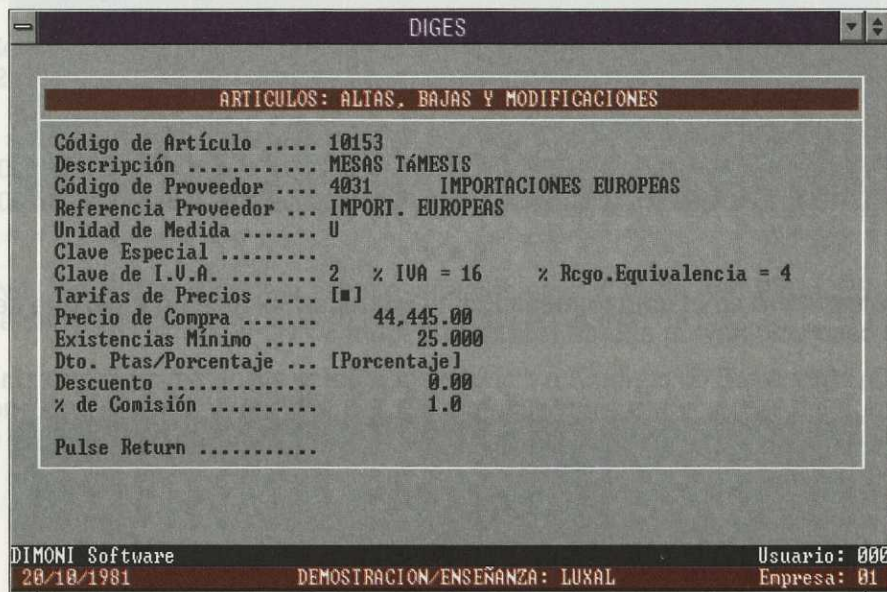 DIGES
ARTICULOS: ALTAS, BAJAS Y MODIFICACIONES
Código de Artículo ..... 10153
Descripción ............ MESAS TáMESIS
Código de Proveedor .... 4031 IMPORTACIONES EUROPEAS
Referencia Proveedor ... IMPORT. EUROPEAS
Unidad de Medida ....... U
Clave Especial .........
Clave de I.V.A. ........ 2 % IVA = 16 % Rcgo.Equivalencia = 4
Tarifas de Precios ..... [■]
Precio de Compra ....... 44,445.00
Existencias Mínimo ..... 25.000
Dto. Ptas/Porcentaje ... [Porcentaje]
Descuento .............. 0.00
% de Comisión .......... 1.0
Pulse Return ...........
DIMONI Software Usuario: 000
20/10/1981 DEMOSTRACION/ENSEÑANZA: LUXAL Empresa: 01